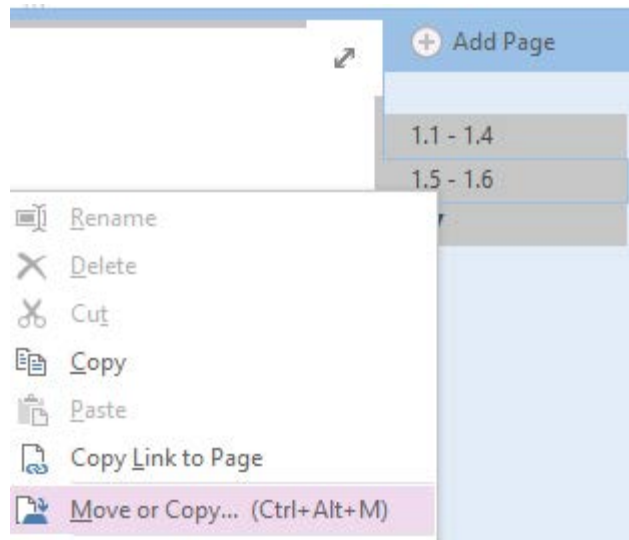 Add Page
1.1 - 1.4
1.5 - 1.6
Rename
Delete
Cut
Copy
Paste
Copy Link to Page
Move or Copy... (Ctrl+Alt+M)